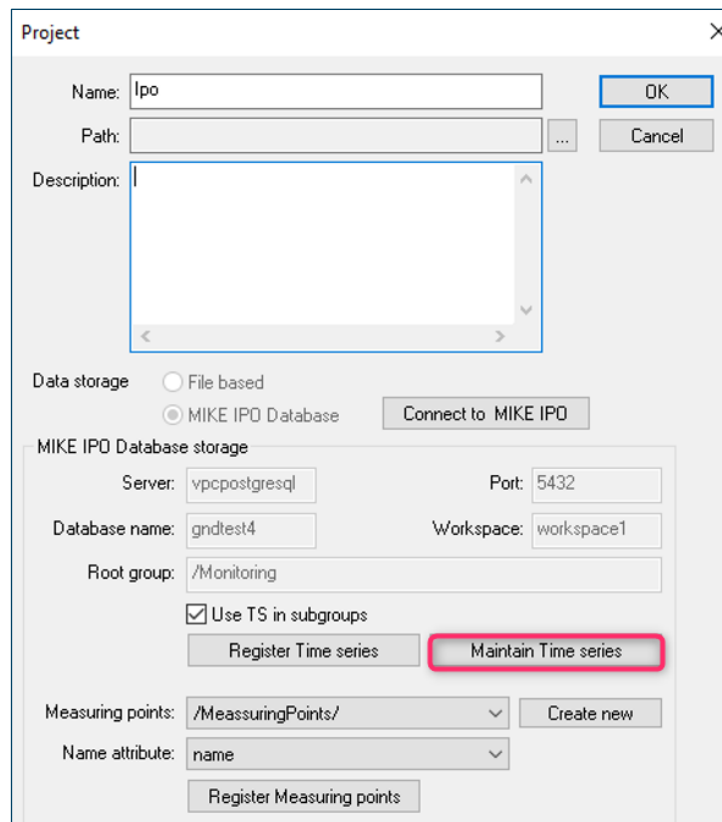 Project
Name: Ipo OK
Path: ... Cancel
Description:
Data storage File based
MIKE IPO Database Connect to MIKE IPO
MIKE IPO Database storage
Server: vpcpostgresql Port: 5432
Database name: gndtest4 Workspace: workspace1
Root group: /Monitoring
Use TS in subgroups
Register Time series Maintain Time series
Measuring points: /MeassuringPoints/ Create new
Name attribute: name
Register Measuring points